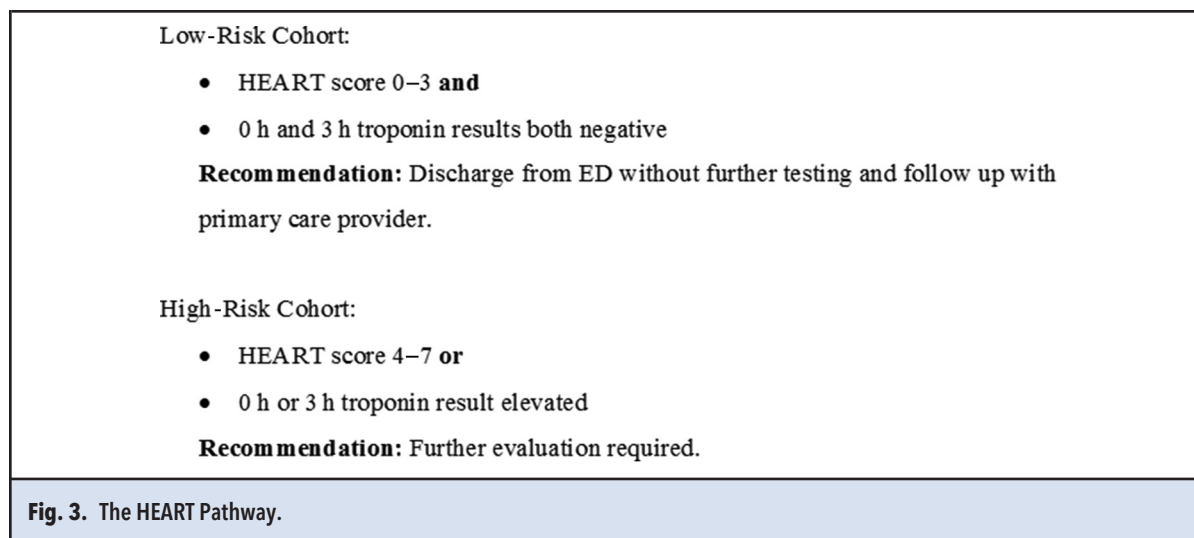 Low-Risk Cohort:
• HEART score 0–3 and
• 0 h and 3 h troponin results both negative
Recommendation: Discharge from ED without further testing and follow up with
primary care provider.
High-Risk Cohort:
• HEART score 4–7 or
• 0 h or 3 h troponin result elevated
Recommendation: Further evaluation required.
Fig. 3. The HEART Pathway.